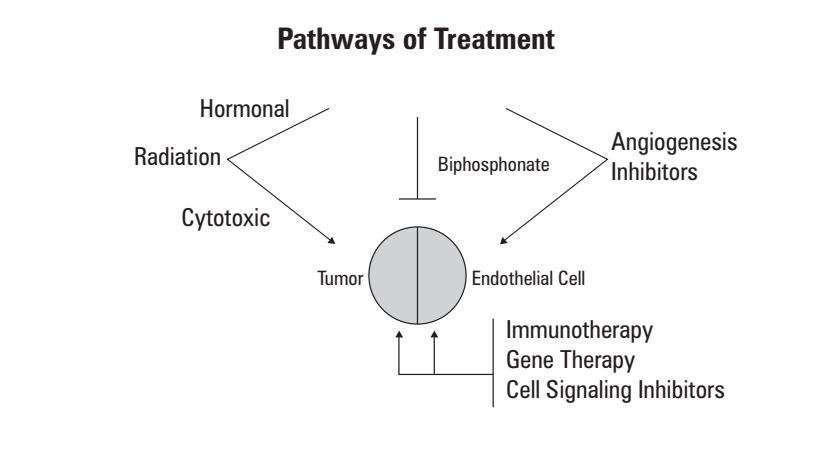 Pathways of Treatment
Hormonal
Radiation
Cytotoxic
Biphosphonate
Angiogenesis
Inhibitors
Tumor
Endothelial Cell
Immunotherapy
Gene Therapy
Cell Signaling Inhibitors